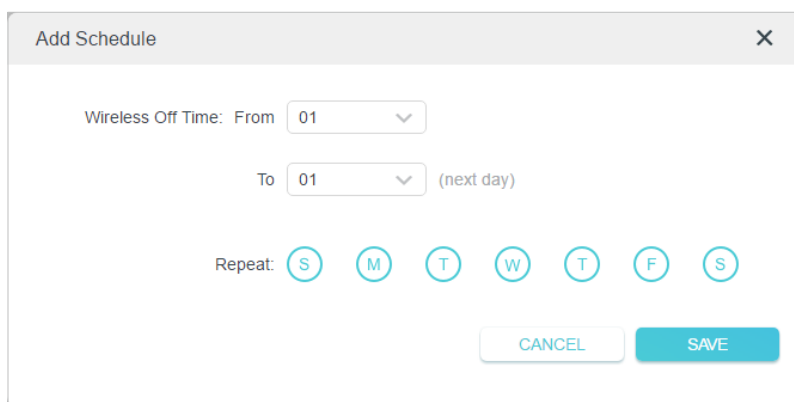 Add Schedule
Wireless Off Time: From 01
To 01 (next day)
Repeat: S M T W T F S
CANCEL SAVE